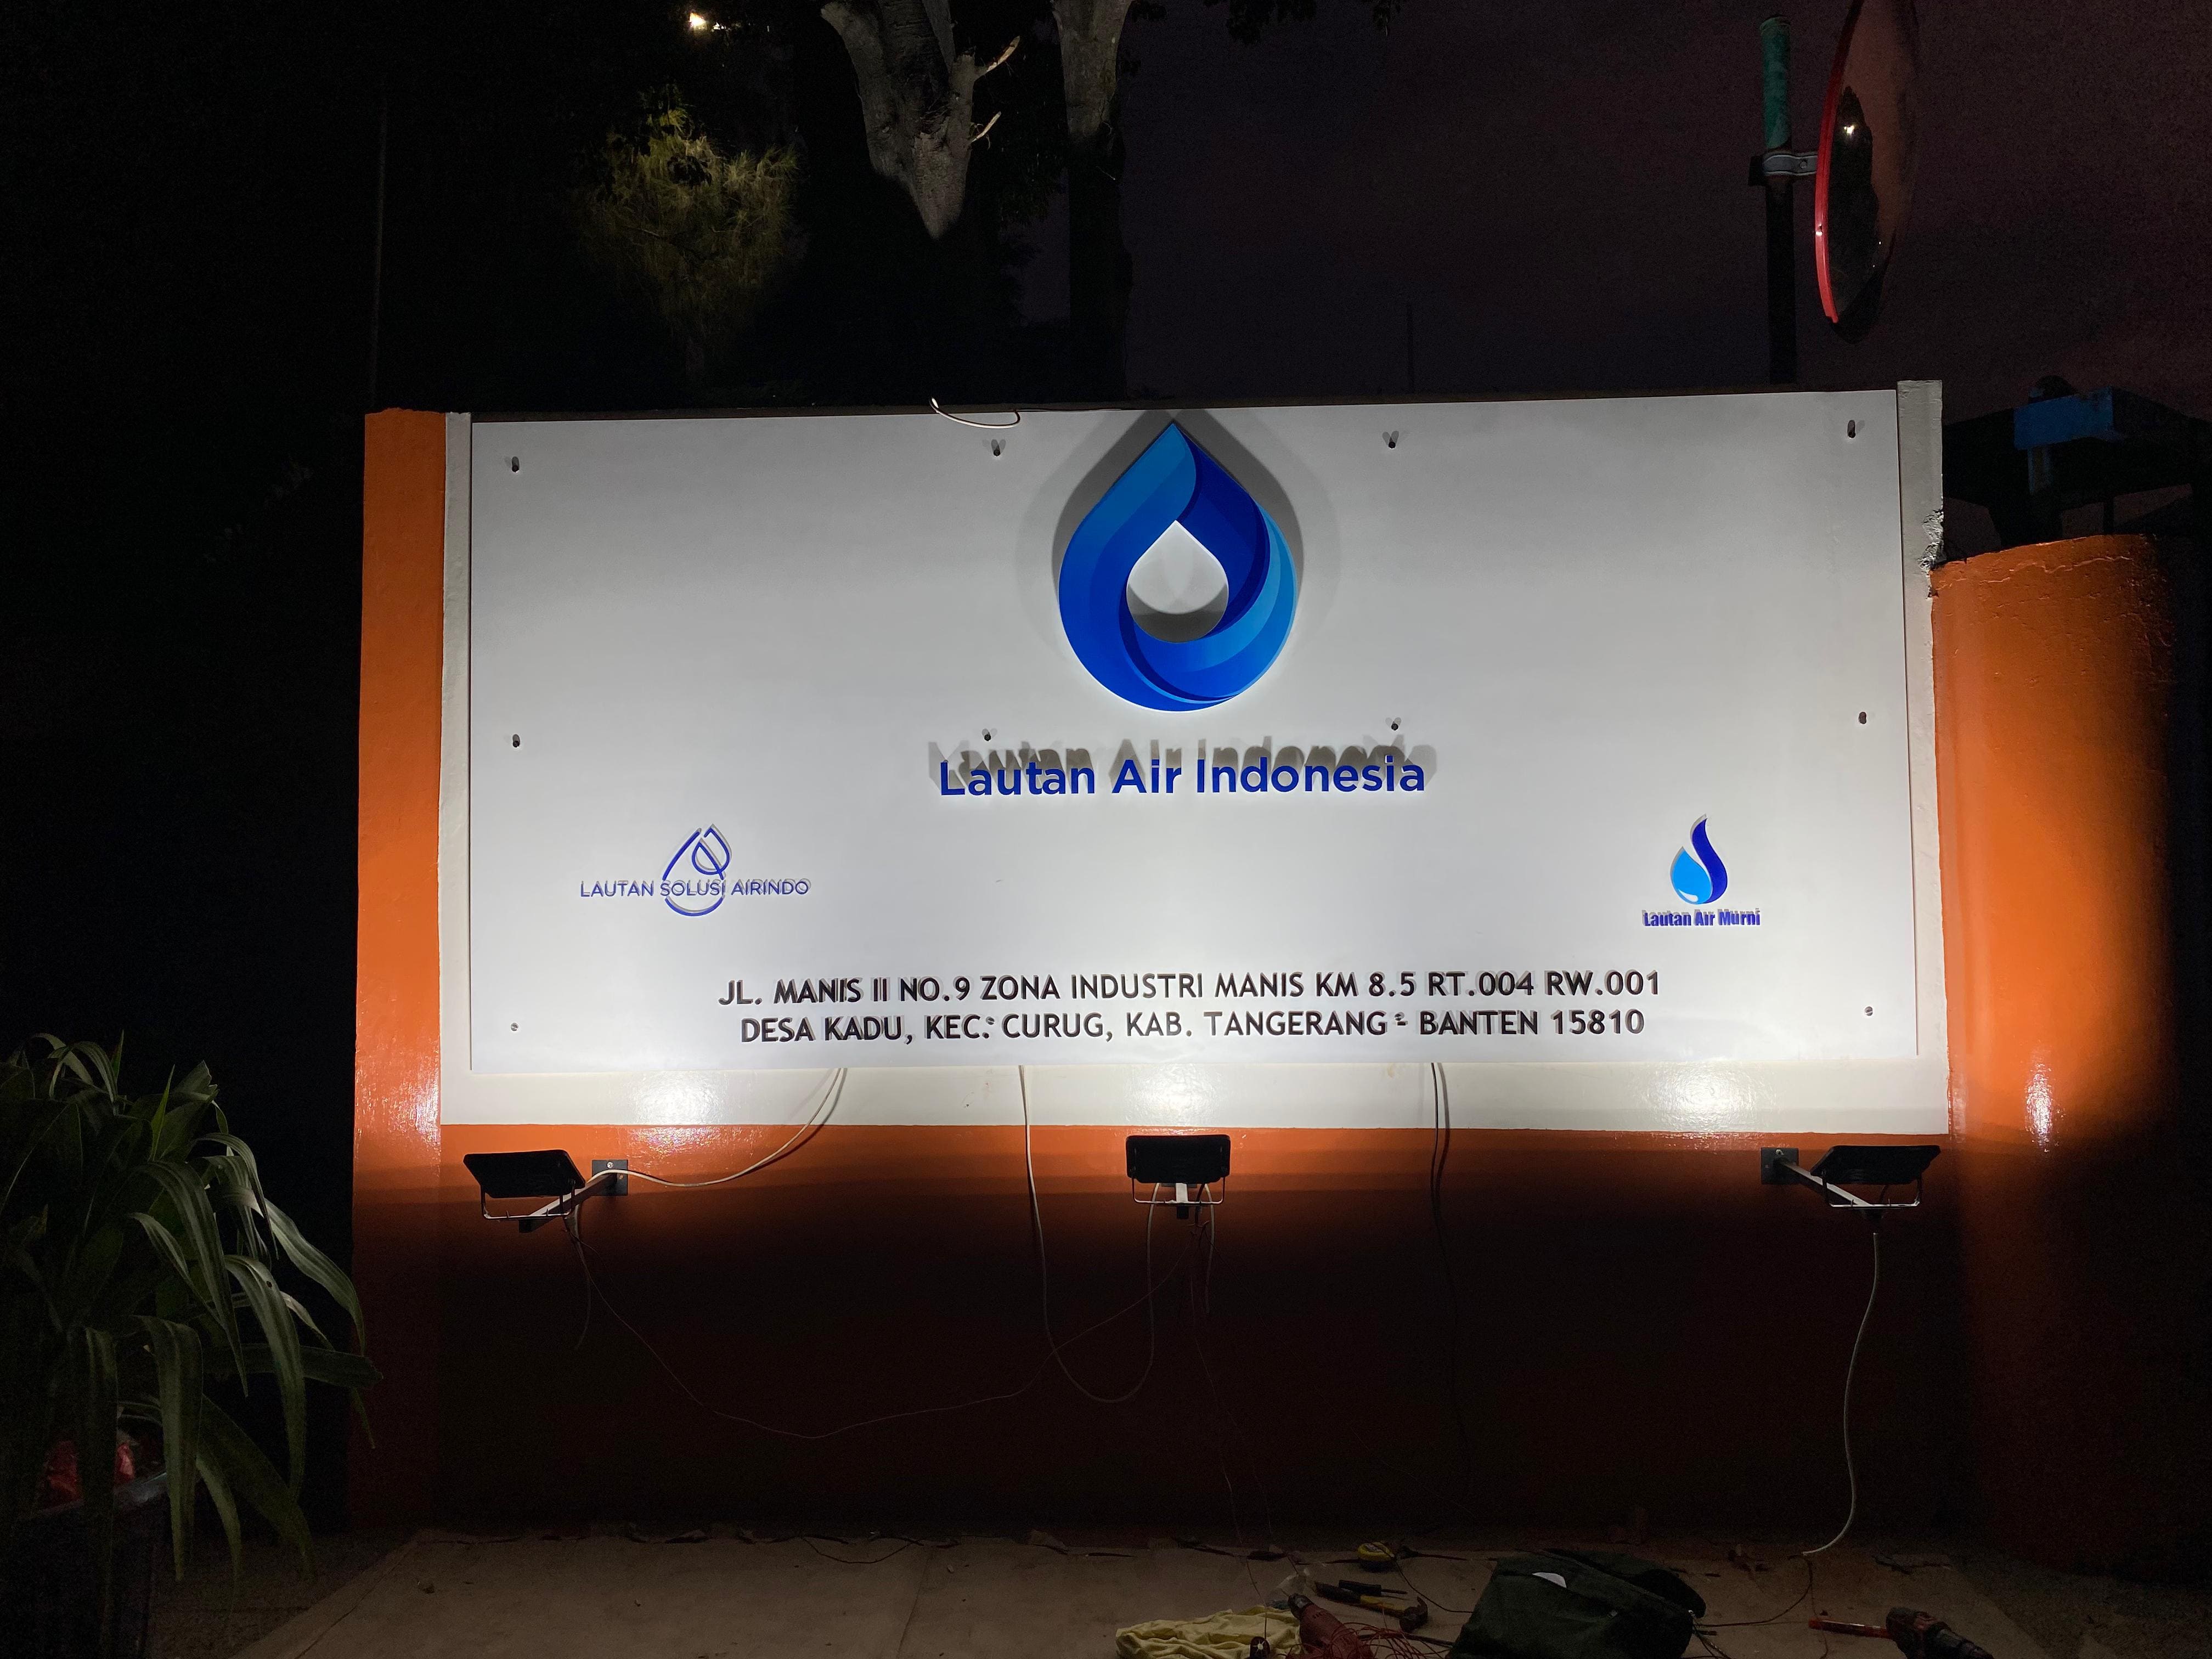 Lautan Air Indonesia
LAUTAN SOLUSI AIRINDO
Lautan Air Murni
JL. MANIS II NO.9 ZONA INDUSTRI MANIS KM 8.5 RT.004 RW.001
DESA KADU, KEC. CURUG, KAB. TANGERANG - BANTEN 15810